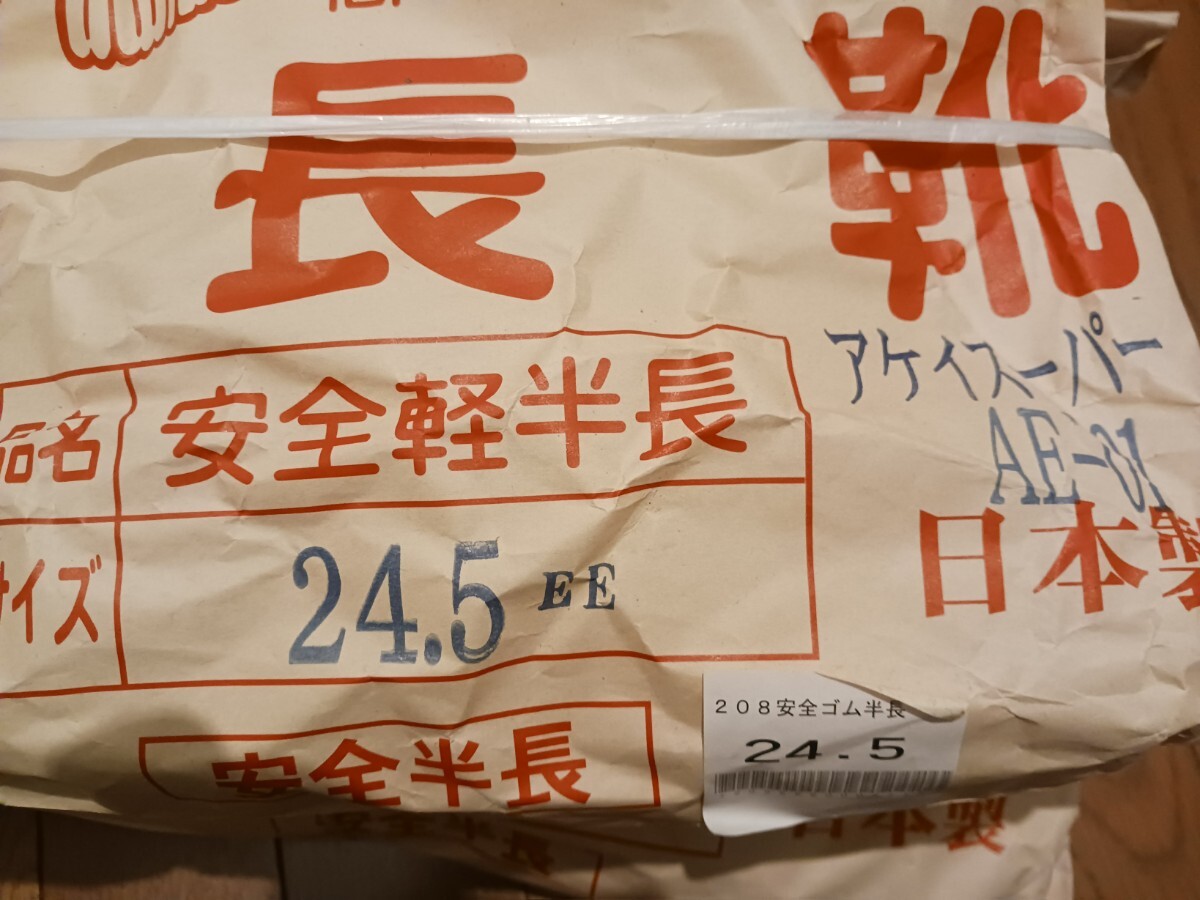 長靴
アケイスーパー
AE-01
日本製
品名 安全軽半長
サイズ 24.5 EE
安全半長
208安全ゴム半長
24.5
日本製